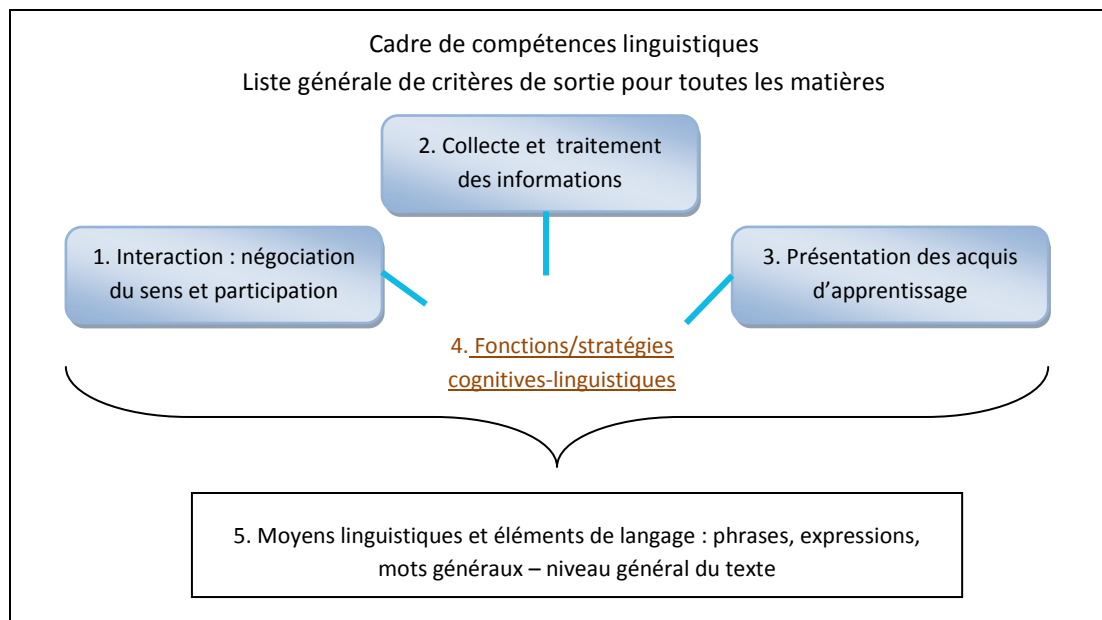 Cadre de compétences linguistiques
Liste générale de critères de sortie pour toutes les matières
2. Collecte et traitement
des informations
1. Interaction : négociation
du sens et participation
3. Présentation des acquis
d’apprentissage
4. Fonctions/stratégies
cognitives-linguistiques
5. Moyens linguistiques et éléments de langage : phrases, expressions,
mots généraux – niveau général du texte